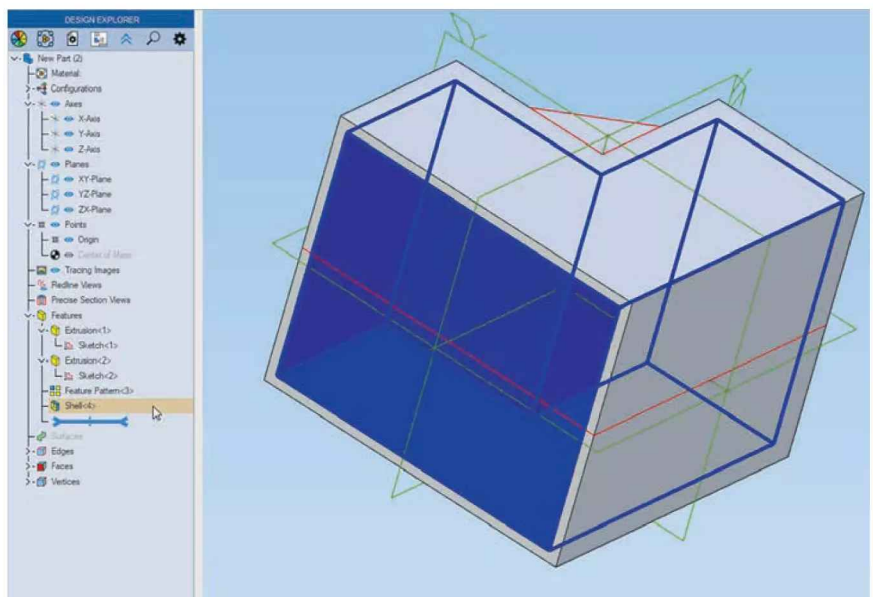 DESIGN EXPLORER
New Part (2)
Material:
Configurations
Axes
X-Axis
Y-Axis
Z-Axis
Planes
XY-Plane
YZ-Plane
ZX-Plane
Points
Origin
Center of Mass
Tracing Images
Redline Views
Precise Section Views
Features
Extrusion<1>
Sketch<1>
Extrusion<2>
Sketch<2>
Feature Pattern<3>
Shell<4>
Surfaces
Edges
Faces
Vertices